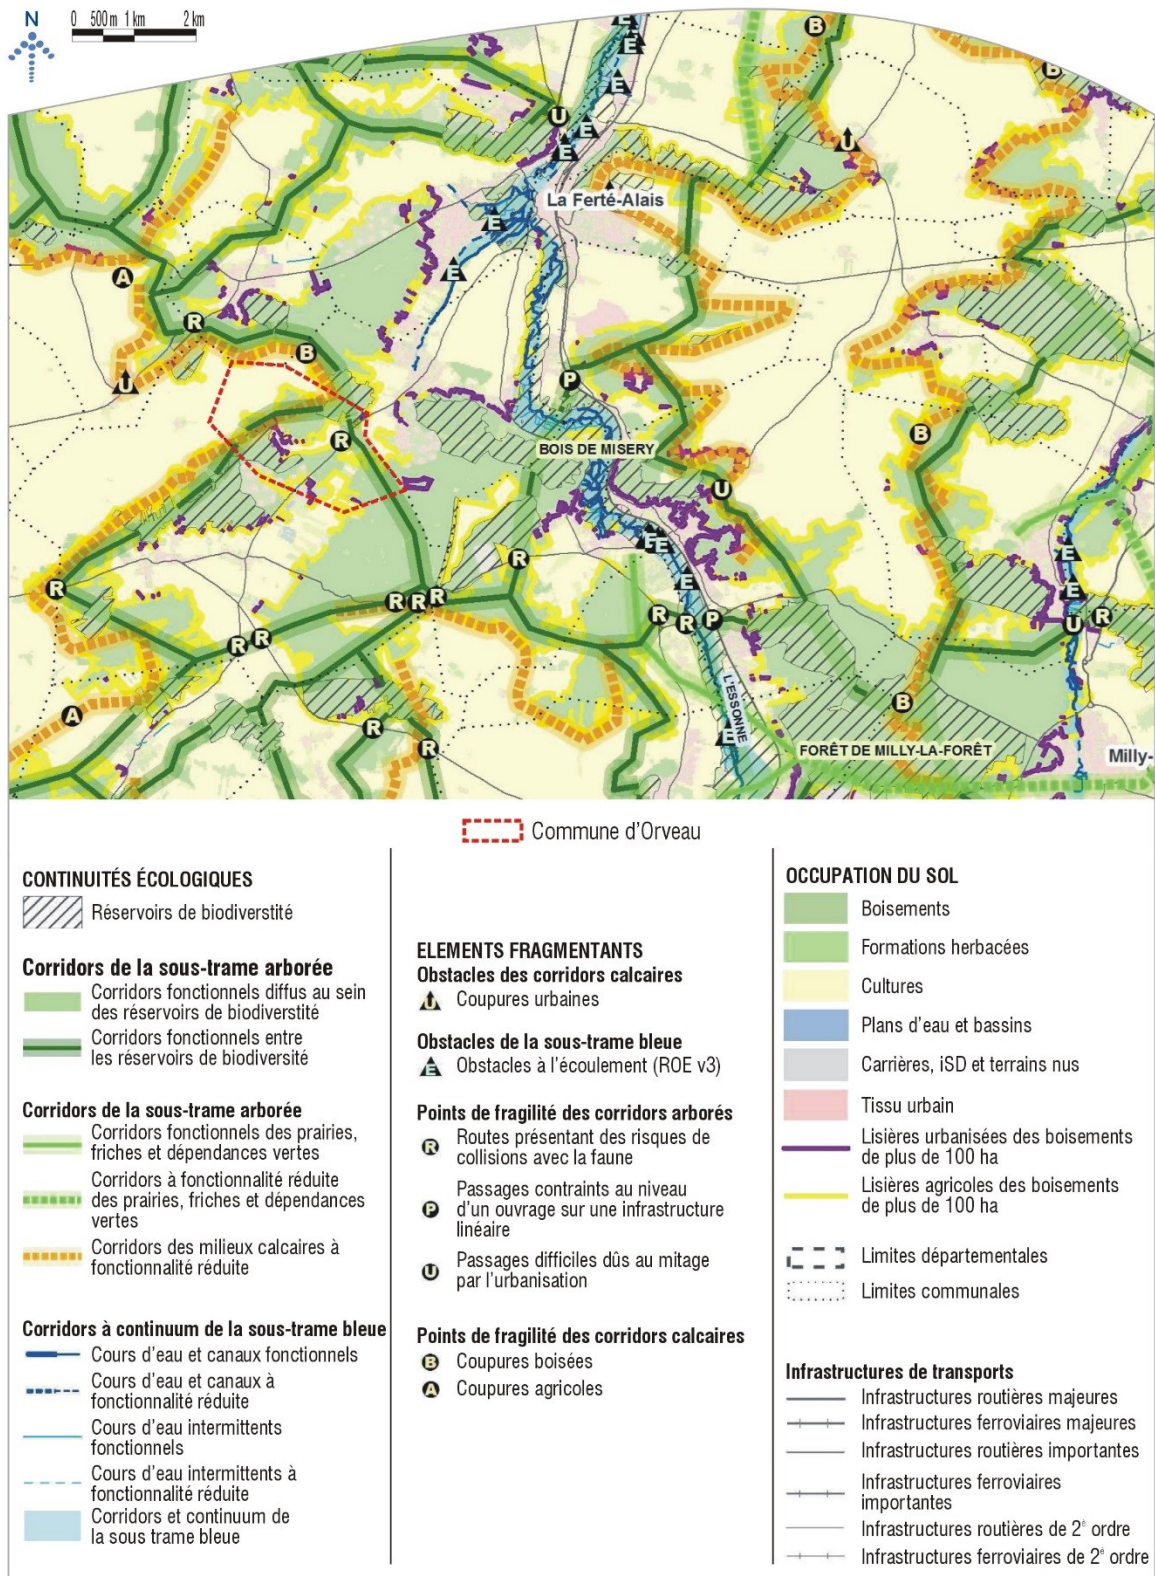 N
0 500 m 1 km 2 km
E
E
E
B
B
U
E
E
U
La Ferté-Alais
E
E
A
R
B
U
P
R
BOIS DE MISERY
B
U
E
E
E
R
R
E
R R R
R
R
P
E
U
R
R R
L'ESSONNE
A
R
R
E
B
FORÊT DE MILLY-LA-FORÊT
Milly-
Commune d'Orveau
CONTINUITÉS ÉCOLOGIQUES
Réservoirs de biodiverstité
Corridors de la sous-trame arborée
Corridors fonctionnels diffus au sein
des réservoirs de biodiverstité
Corridors fonctionnels entre
les réservoirs de biodiversité
Corridors de la sous-trame arborée
Corridors fonctionnels des prairies,
friches et dépendances vertes
Corridors à fonctionnalité réduite
des prairies, friches et dépendances
vertes
Corridors des milieux calcaires à
fonctionnalité réduite
Corridors à continuum de la sous-trame bleue
Cours d'eau et canaux fonctionnels
Cours d'eau et canaux à
fonctionnalité réduite
Cours d'eau intermittents
fonctionnels
Cours d'eau intermittents à
fonctionnalité réduite
Corridors et continuum de
la sous trame bleue
ELEMENTS FRAGMENTANTS
Obstacles des corridors calcaires
U Coupures urbaines
Obstacles de la sous-trame bleue
E Obstacles à l'écoulement (ROE v3)
Points de fragilité des corridors arborés
R Routes présentant des risques de
collisions avec la faune
Passages contraints au niveau
P d'un ouvrage sur une infrastructure
linéaire
U Passages difficiles dûs au mitage
par l'urbanisation
Points de fragilité des corridors calcaires
B Coupures boisées
A Coupures agricoles
OCCUPATION DU SOL
Boisements
Formations herbacées
Cultures
Plans d'eau et bassins
Carrières, iSD et terrains nus
Tissu urbain
Lisières urbanisées des boisements
de plus de 100 ha
Lisières agricoles des boisements
de plus de 100 ha
Limites départementales
Limites communales
Infrastructures de transports
Infrastructures routières majeures
Infrastructures ferroviaires majeures
Infrastructures routières importantes
Infrastructures ferroviaires
importantes
Infrastructures routières de 2è ordre
Infrastructures ferroviaires de 2è ordre